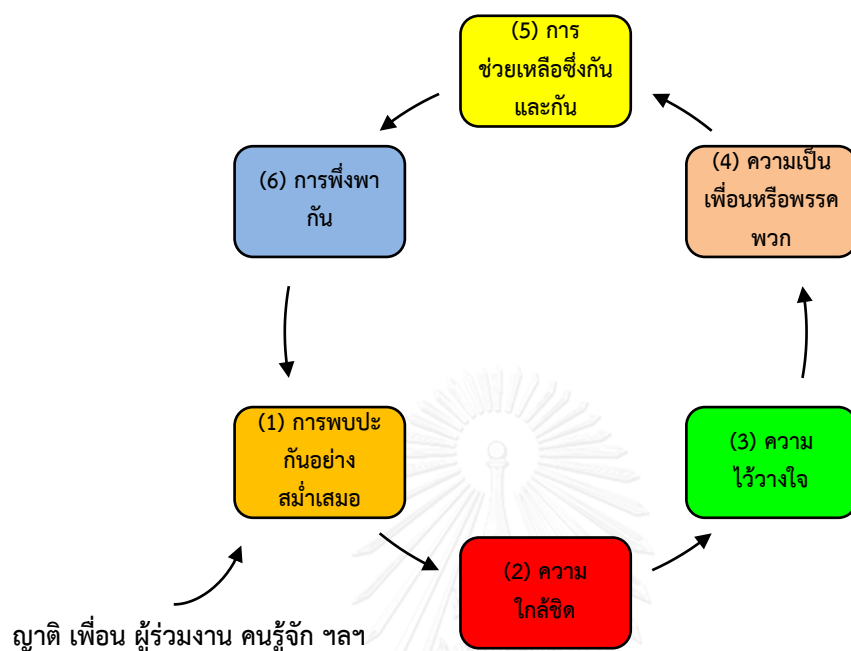 (5) การ
ช่วยเหลือซึ่งกัน
และกัน
(6) การพึ่งพา
กัน
(4) ความเป็น
เพื่อนหรือพรรค
พวก
(1) การพบปะ
กันอย่าง
สม่ำเสมอ
(3) ความ
ไว้วางใจ
(2) ความ
ใกล้ชิด
ญาติ เพื่อน ผู้ร่วมงาน คนรู้จัก ฯลฯ